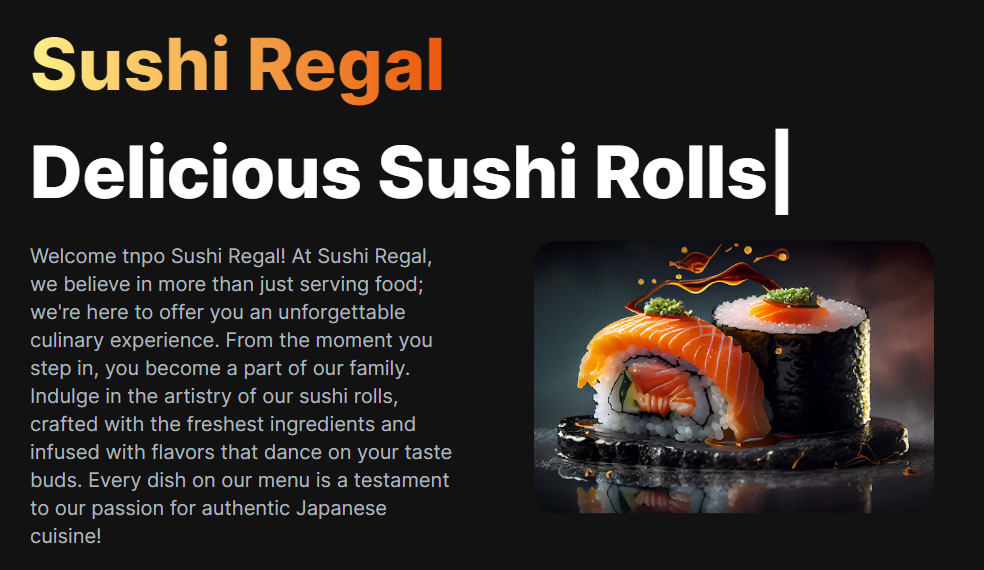 Sushi Regal
Delicious Sushi Rolls|
Welcome tnpo Sushi Regal! At Sushi Regal,
we believe in more than just serving food;
we're here to offer you an unforgettable
culinary experience. From the moment you
step in, you become a part of our family.
Indulge in the artistry of our sushi rolls,
crafted with the freshest ingredients and
infused with flavors that dance on your taste
buds. Every dish on our menu is a testament
to our passion for authentic Japanese
cuisine!